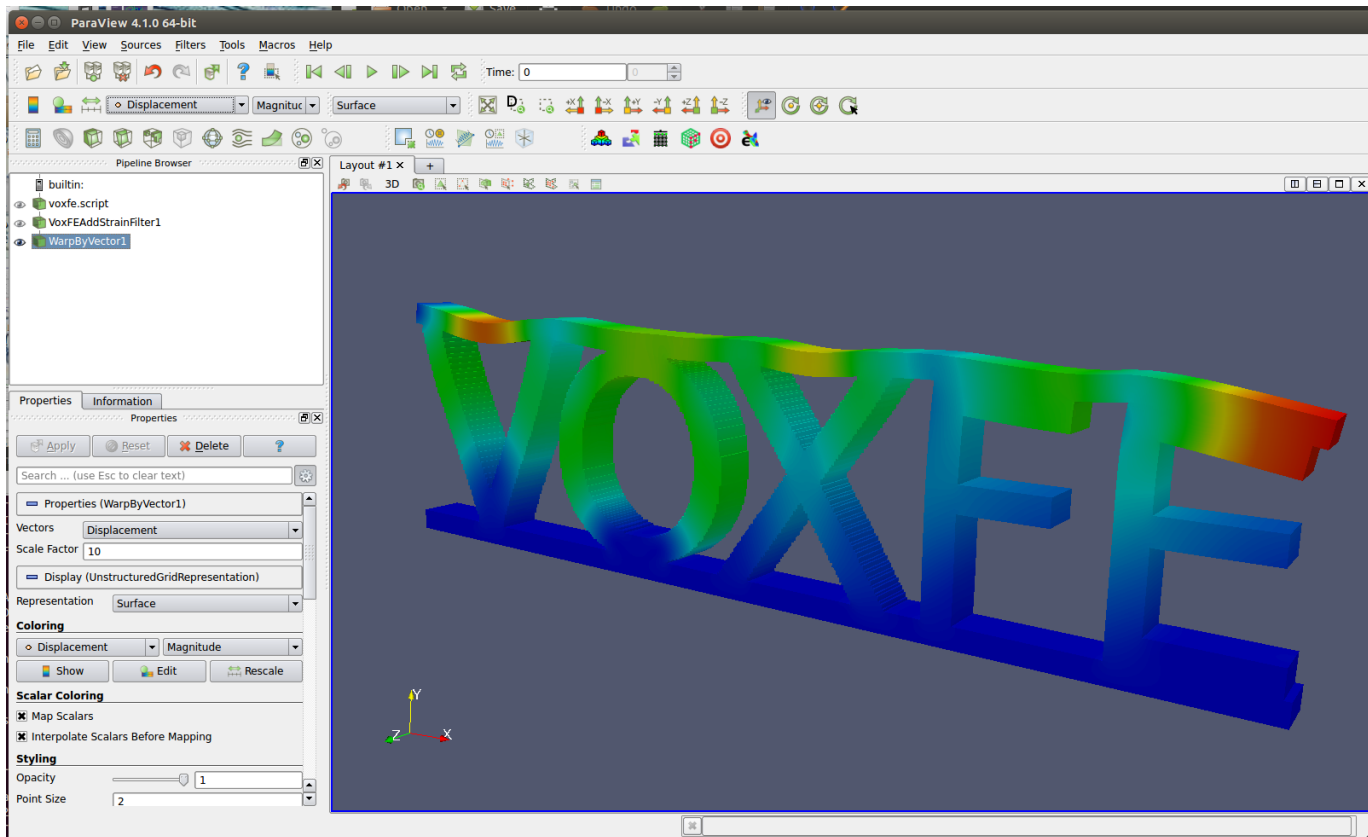 Open Save Undo
ParaView 4.1.0 64-bit
File Edit View Sources Filters Tools Macros Help
? Time: 0 0
Displacement Magnituc Surface D +X -X +Y -Y +Z -Z
Pipeline Browser
Layout #1 × +
builtin:
3D
voxfe.script
VoxFEAddStrainFilter1
WarpByVector1
VOXFE
Properties Information
Properties
Apply Reset Delete ?
Search ... (use Esc to clear text)
Properties (WarpByVector1)
Vectors Displacement
Scale Factor 10
Display (UnstructuredGridRepresentation)
Representation Surface
Coloring
Displacement Magnitude
Show Edit Rescale
Scalar Coloring
Map Scalars
Interpolate Scalars Before Mapping
Styling
Opacity 1
Point Size 2
Y
Z X